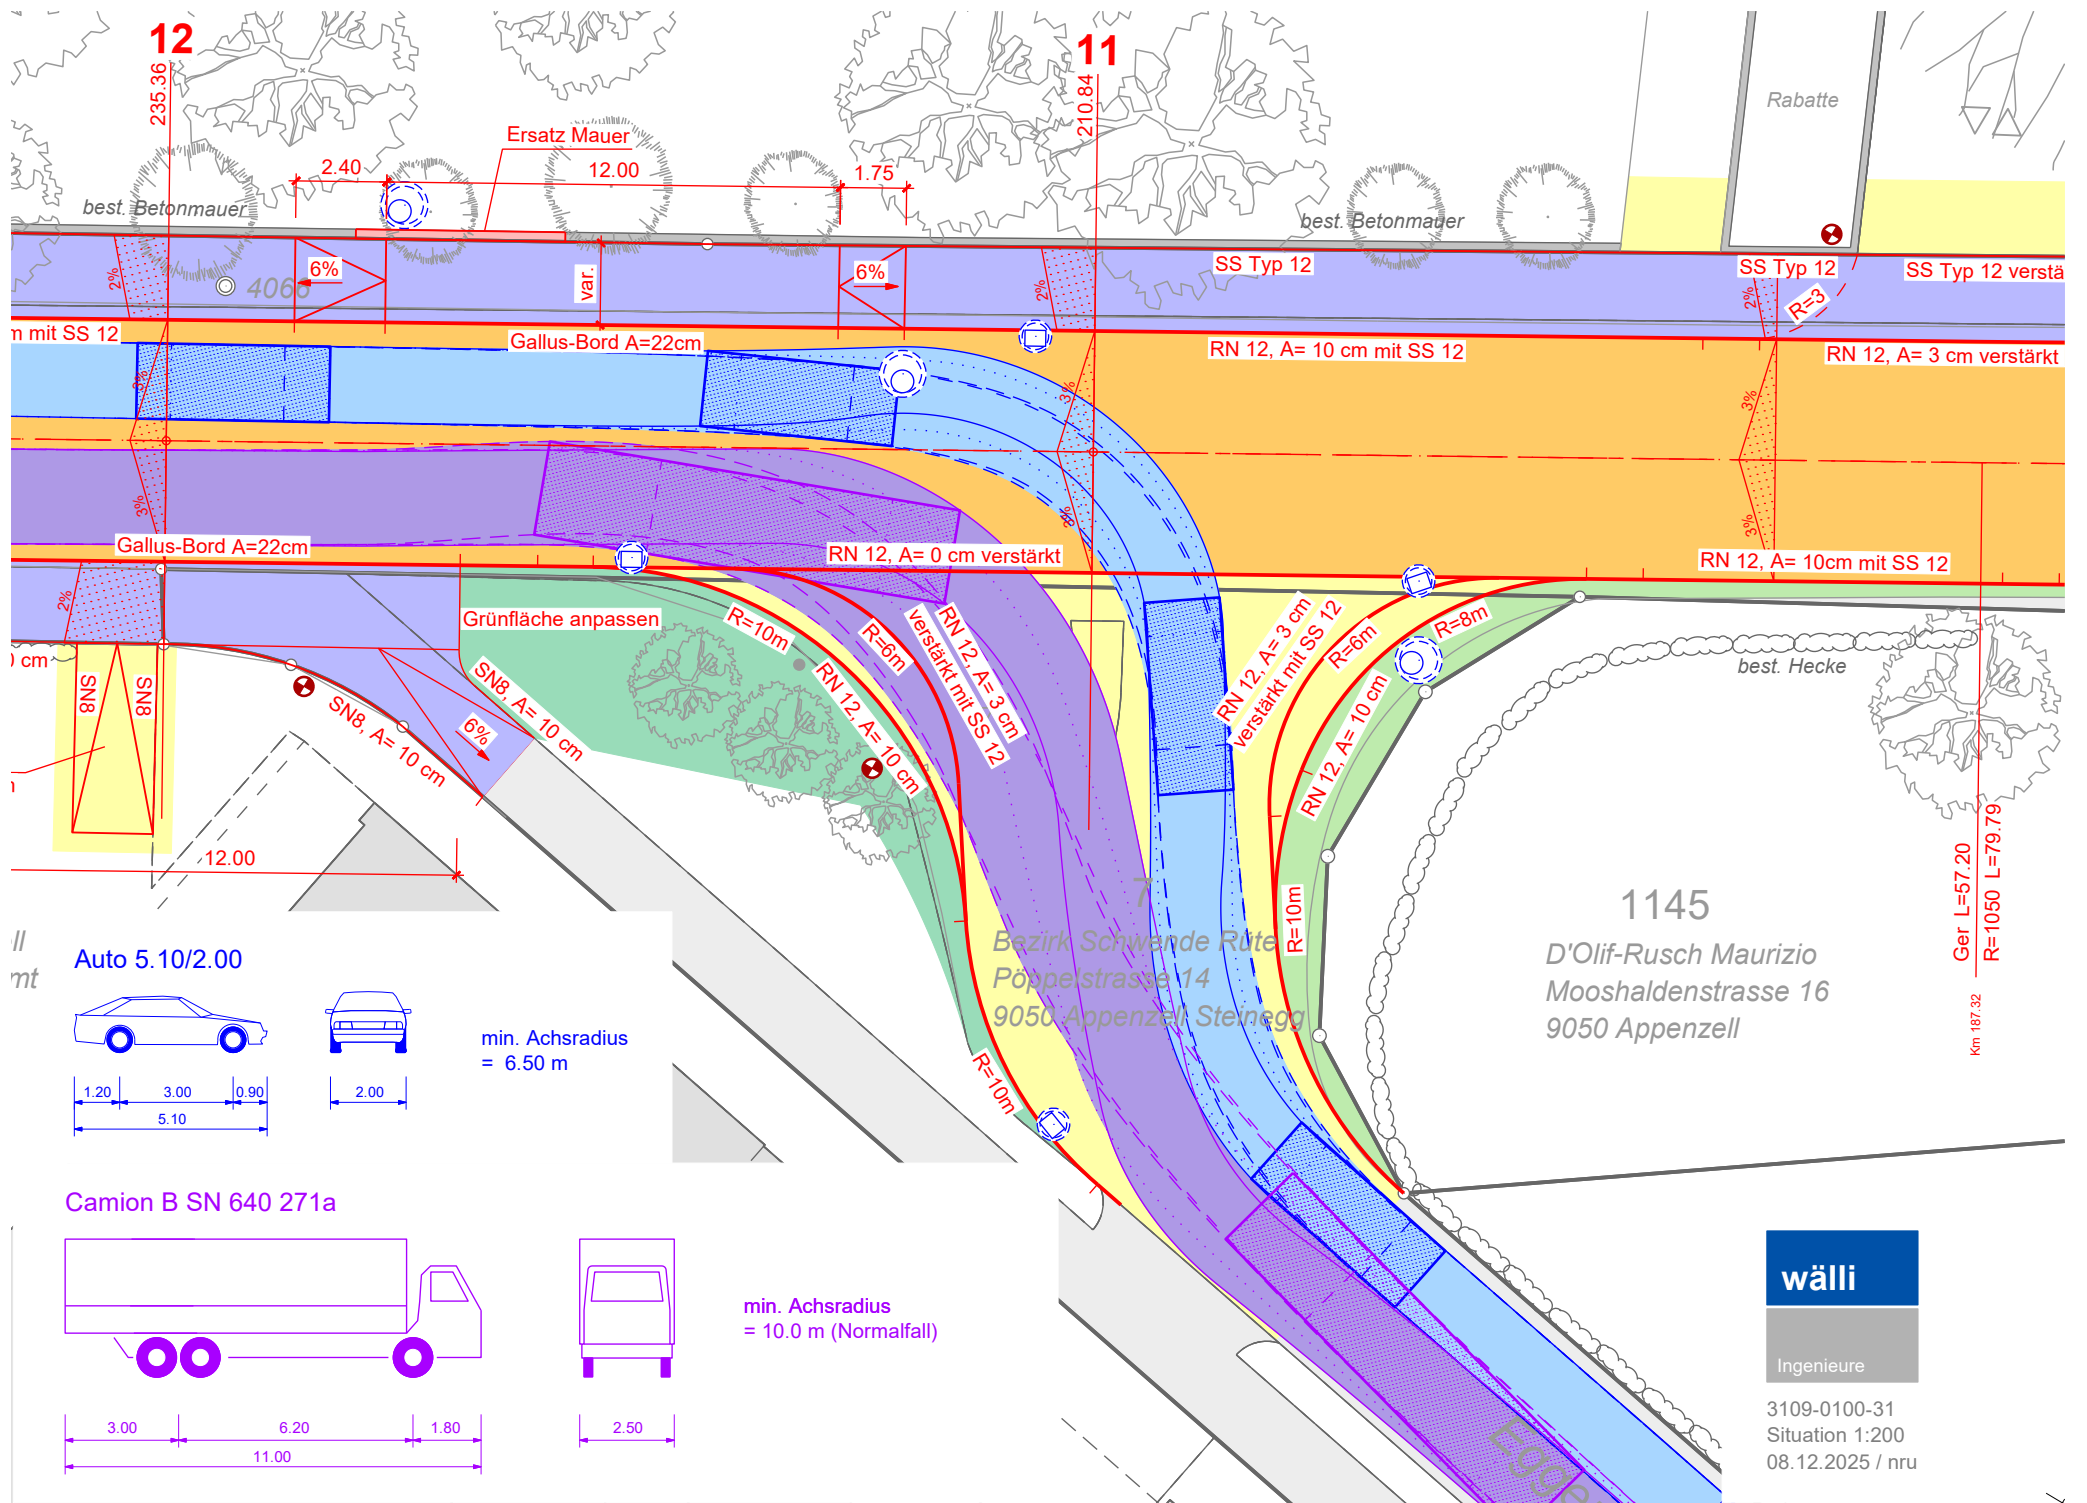 12
11
235.36
210.84
Rabatte
Ersatz Mauer
2.40
12.00
1.75
best. Betonmauer
best. Betonmauer
SS Typ 12
SS Typ 12
SS Typ 12 verstä
2%
4066
6%
var.
6%
2%
2%
R=3
m mit SS 12
Gallus-Bord A=22cm
RN 12, A= 10 cm mit SS 12
RN 12, A= 3 cm verstärkt
3%
3%
3%
3%
3%
3%
Gallus-Bord A=22cm
RN 12, A= 0 cm verstärkt
RN 12, A= 10cm mit SS 12
2%
Grünfläche anpassen
R=10m
R=6m
RN 12, A= 3 cm
verstärkt mit SS 12
RN 12, A= 3 cm
verstärkt mit SS 12
R=6m
R=8m
0 cm
SN8
SN8
SN8, A= 10 cm
6%
SN8, A= 10 cm
RN 12, A= 10 cm
RN 12, A= 10 cm
best. Hecke
12.00
7
Bezirk Schwende Rüte
Pöppelstrasse 14
9050 Appenzell Steinegg
R=10m
R=10m
1145
D'Olif-Rusch Maurizio
Mooshaldenstrasse 16
9050 Appenzell
Ger L=57.20
R=1050 L=79.79
Km 187.32
ll
mt
Auto 5.10/2.00
min. Achsradius
= 6.50 m
1.20
3.00
0.90
5.10
2.00
Camion B SN 640 271a
min. Achsradius
= 10.0 m (Normalfall)
3.00
6.20
1.80
11.00
2.50
Egge
wälli
Ingenieure
3109-0100-31
Situation 1:200
08.12.2025 / nru